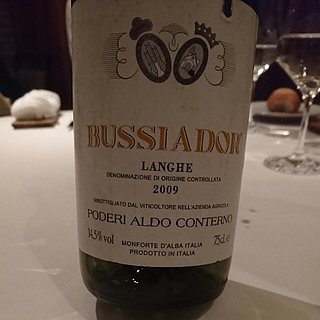 BUSSIADOR
LANGHE
DENOMINAZIONE DI ORIGINE CONTROLLATA
2009
IMBOTTIGLIATO DAL VITICOLTORE NELL'AZIENDA AGRICOLA
PODERI ALDO CONTERNO
14,5% vol
MONFORTE D'ALBA ITALIA
75cl. e
PRODOTTO IN ITALIA